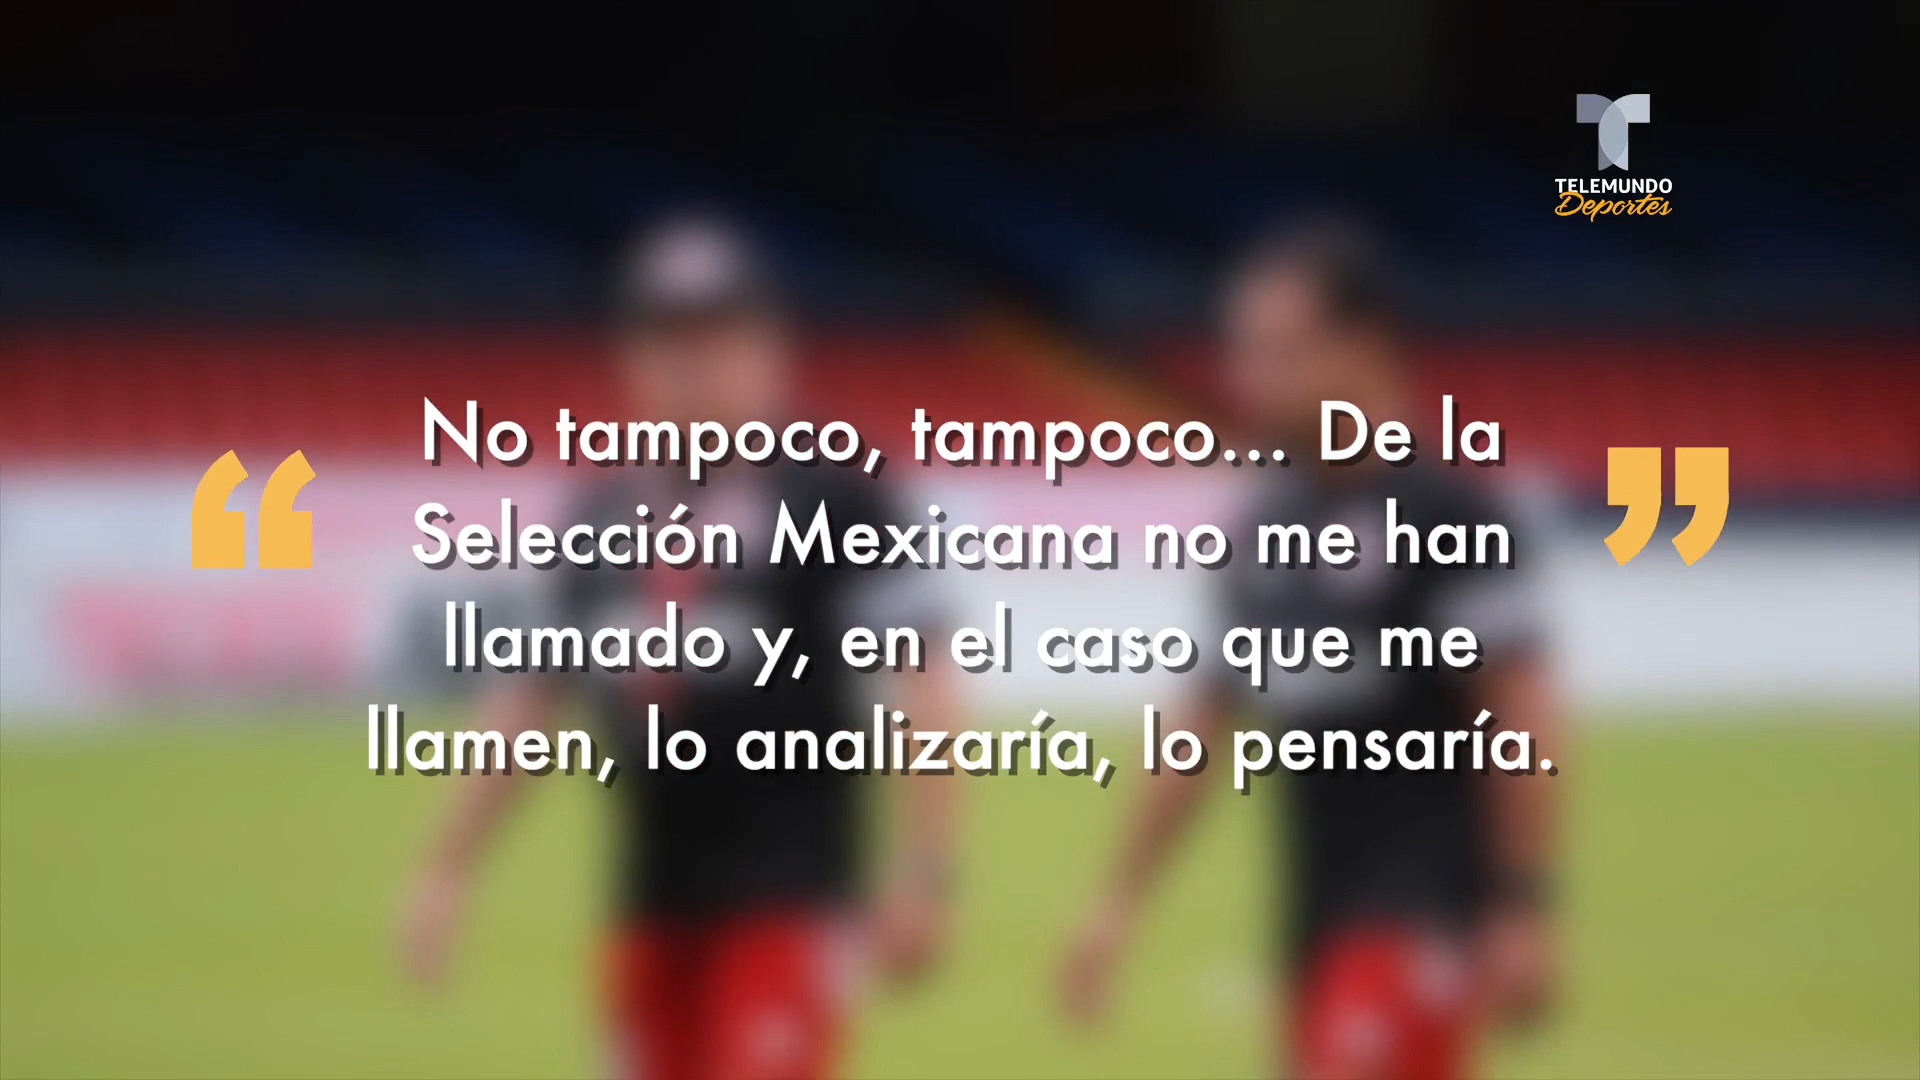 TELEMUNDO
Deportes
“No tampoco, tampoco... De la
Selección Mexicana no me han
llamado y, en el caso que me
llamen, lo analizaría, lo pensaría.”